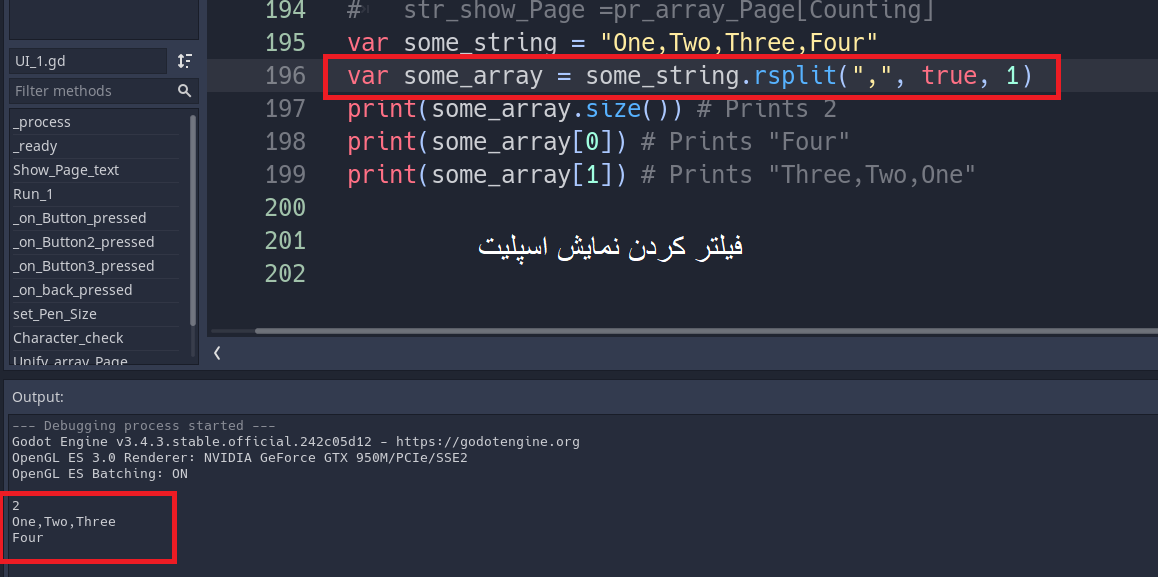 194 # str_show_Page =pr_array_Page[Counting]
195 var some_string = "One,Two,Three,Four"
UI_1.gd
196 var some_array = some_string.rsplit(",", true, 1)
Filter methods
197 print(some_array.size()) # Prints 2
_process
198 print(some_array[0]) # Prints "Four"
_ready
Show_Page_text
199 print(some_array[1]) # Prints "Three,Two,One"
Run_1
200
_on_Button_pressed
201
فیلتر کردن نمایش اسپلیت
_on_Button2_pressed
_on_Button3_pressed
202
_on_back_pressed
set_Pen_Size
Character_check
Unify_array_Page
Output:
--- Debugging process started ---
Godot Engine v3.4.3.stable.official.242c05d12 - https://godotengine.org
OpenGL ES 3.0 Renderer: NVIDIA GeForce GTX 950M/PCIe/SSE2
OpenGL ES Batching: ON
2
One,Two,Three
Four